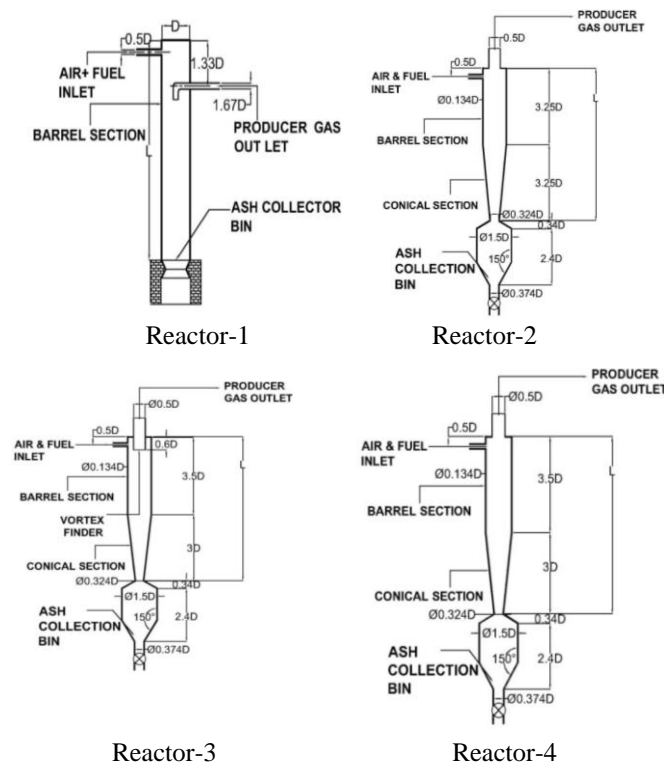 D
0.5D
AIR+ FUEL
INLET
1.33D
1.67D
BARREL SECTION
PRODUCER GAS
OUT LET
L
ASH COLLECTOR
BIN
Reactor-1
PRODUCER
GAS OUTLET
0.5D
0.5D
AIR & FUEL
INLET
Ø0.134D
BARREL SECTION
3.25D
L
CONICAL SECTION
3.25D
Ø0.324D
0.34D
Ø1.5D
ASH
COLLECTION
BIN
150°
2.4D
Ø0.374D
Reactor-2
PRODUCER
GAS OUTLET
Ø0.5D
0.5D
AIR & FUEL
INLET
0.6D
L
Ø0.134D
BARREL SECTION
3.5D
VORTEX
FINDER
CONICAL SECTION
3D
Ø0.324D
0.34D
Ø1.5D
ASH
COLLECTION
BIN
150°
2.4D
Ø0.374D
Reactor-3
PRODUCER
GAS OUTLET
Ø0.5D
0.5D
AIR & FUEL
INLET
L
Ø0.134D
BARREL SECTION
3.5D
CONICAL SECTION
3D
Ø0.324D
0.34D
Ø1.5D
ASH
COLLECTION
BIN
150°
2.4D
Ø0.374D
Reactor-4